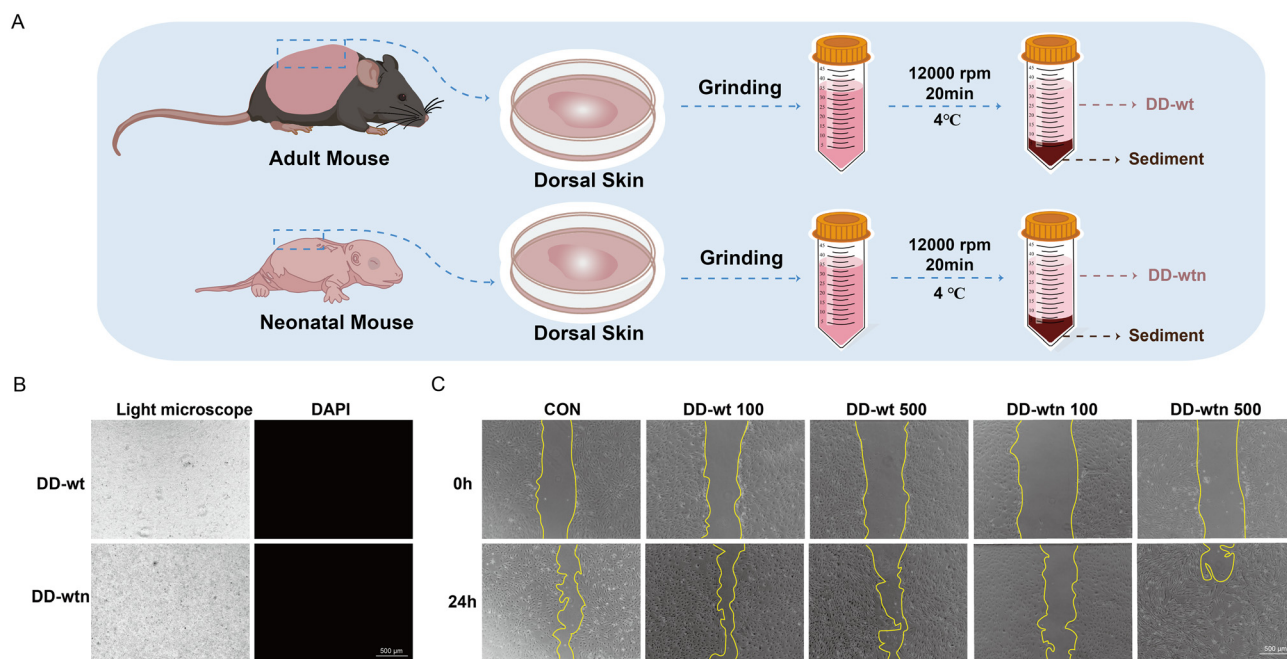 A
Adult Mouse
Dorsal Skin
Grinding
12000 rpm
20min
4℃
DD-wt
Sediment
Neonatal Mouse
Dorsal Skin
Grinding
12000 rpm
20min
4 ℃
DD-wtn
Sediment
B
Light microscope DAPI
DD-wt
DD-wtn
500 μm
C
CON DD-wt 100 DD-wt 500 DD-wtn 100 DD-wtn 500
0h
24h
500 μm